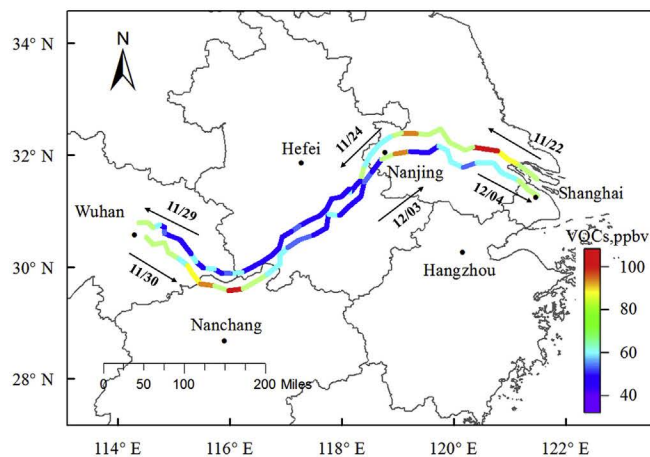 34° N
N
11/24
11/22
Hefei
32° N
Nanjing
12/04
Shanghai
11/29
12/03
Wuhan
VOCs,ppbv
30° N
11/30
Hangzhou
100
80
Nanchang
60
0 50 100 200 Miles
28° N
40
114° E 116° E 118° E 120° E 122° E